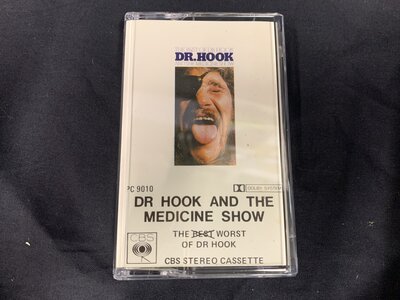 DR.HOOK
PC 9010
DOLBY SYSTEM
DR HOOK AND THE
MEDICINE SHOW
THE BEST WORST
OF DR HOOK
CBS
CBS STEREO CASSETTE